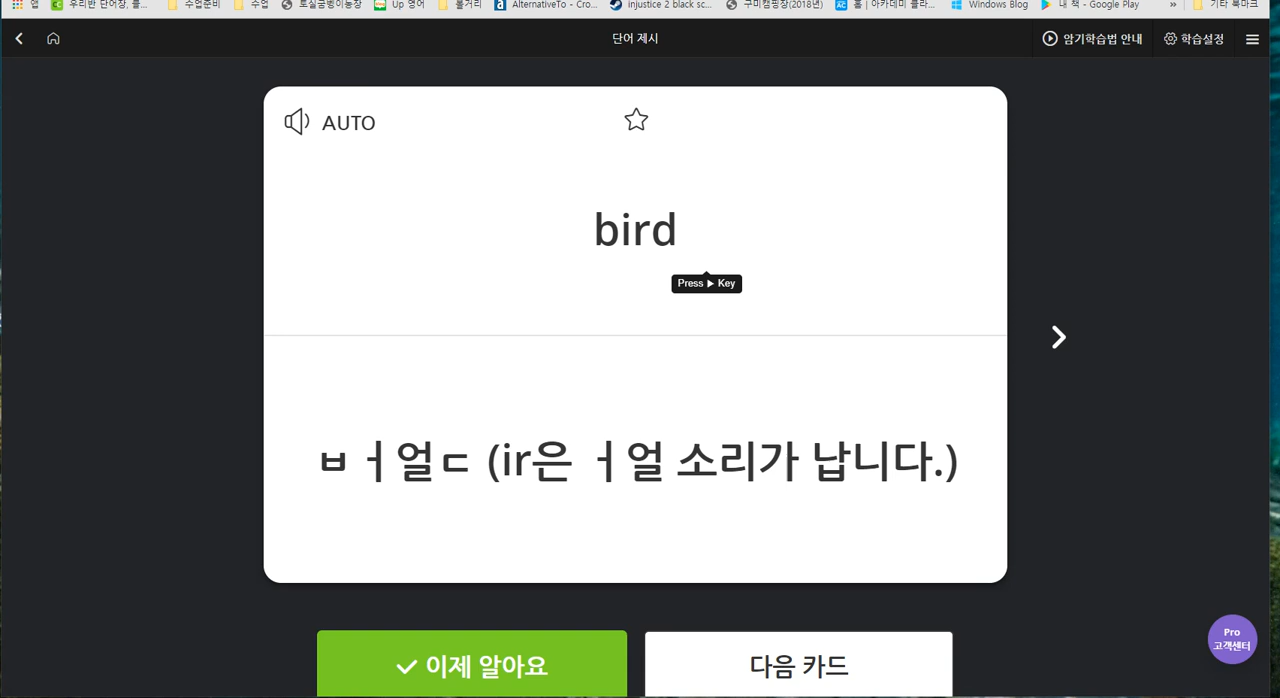 앱 우리반 단어장, 클... 수업준비 수업 토실궁벵이농장 Up 영어 볼거리 AlternativeTo - Cro... injustice 2 black sc... 구미캠핑장(2018년) 홈 | 아카데미 클라... Windows Blog 내 책 - Google Play » 기타 북마크
단어 제시 암기학습법 안내 학습설정
AUTO
bird
Press ▶ Key
ㅂㅓ얼ㄷ (ir은 ㅓ얼 소리가 납니다.)
Pro
고객센터
이제 알아요 다음 카드